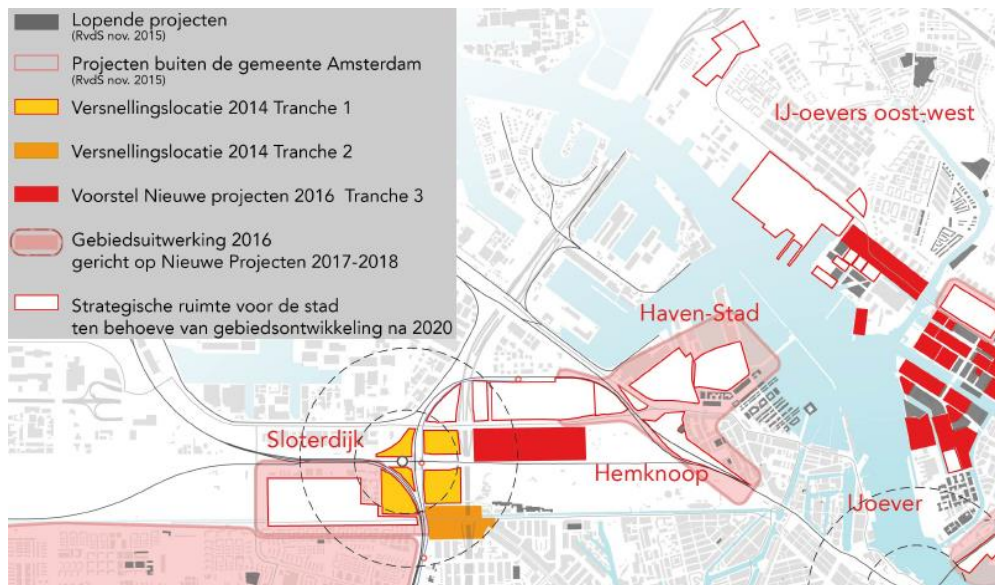 Lopende projecten
(RvdS nov. 2015)
Projecten buiten de gemeente Amsterdam
(RvdS nov. 2015)
Versnellingslocatie 2014 Tranche 1
Versnellingslocatie 2014 Tranche 2
Voorstel Nieuwe projecten 2016 Tranche 3
Gebiedsuitwerking 2016
gericht op Nieuwe Projecten 2017-2018
Strategische ruimte voor de stad
ten behoeve van gebiedsontwikkeling na 2020
IJ-oevers oost-west
Haven-Stad
Sloterdijk
Hemknoop
IJoever